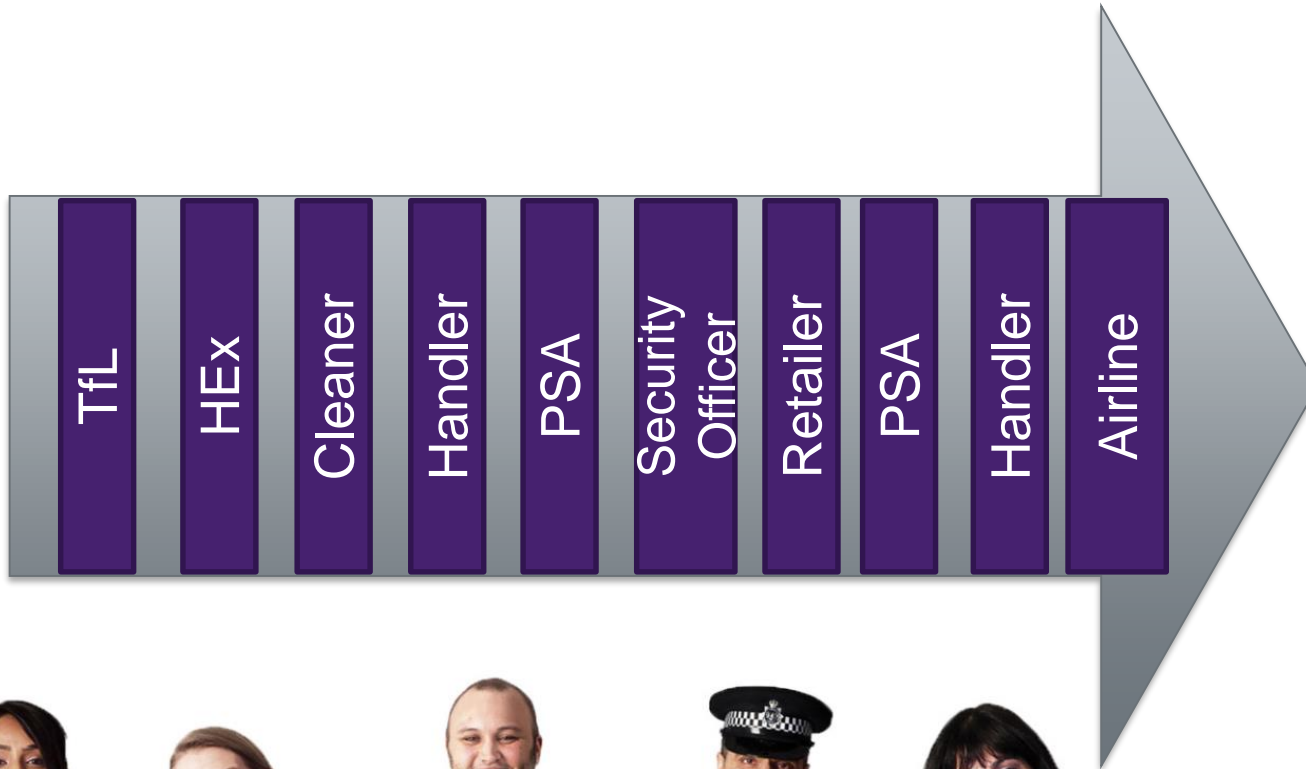 TfL
HEx
Cleaner
Handler
PSA
Security
Officer
Retailer
PSA
Handler
Airline